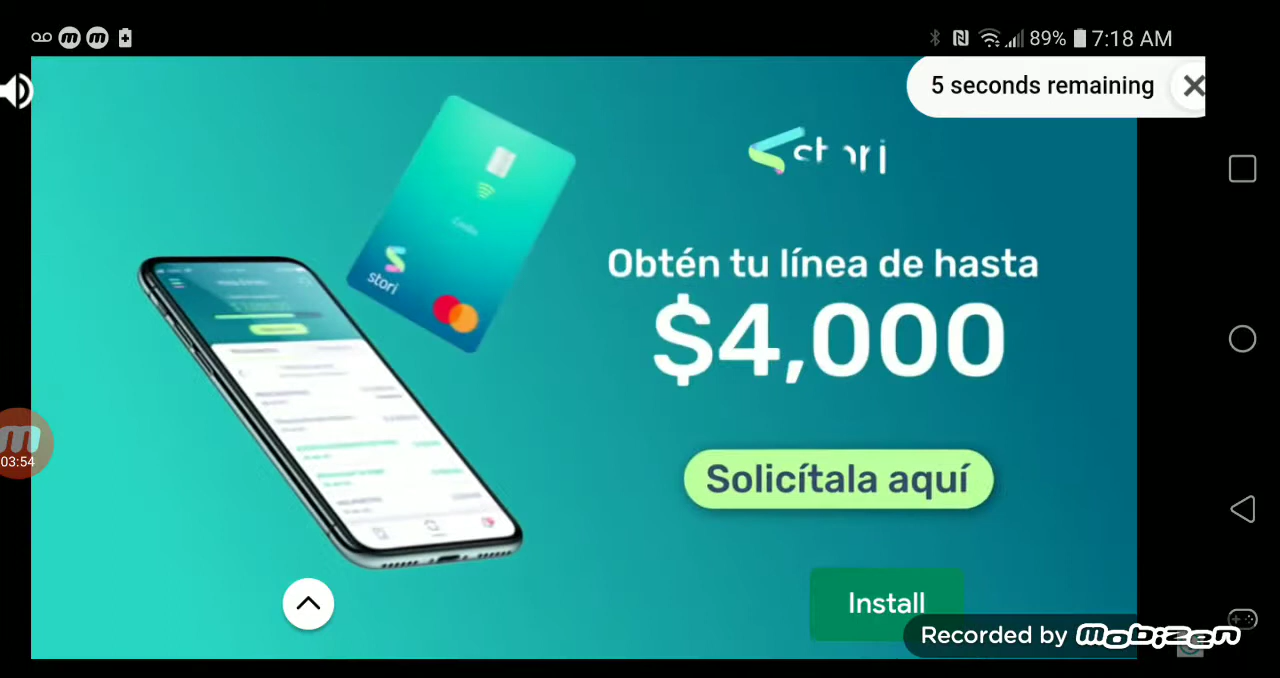 89% 7:18 AM
5 seconds remaining
stori
Obtén tu línea de hasta
$4,000
stori
Solicítala aquí
03:54
Install
Recorded by mobizen